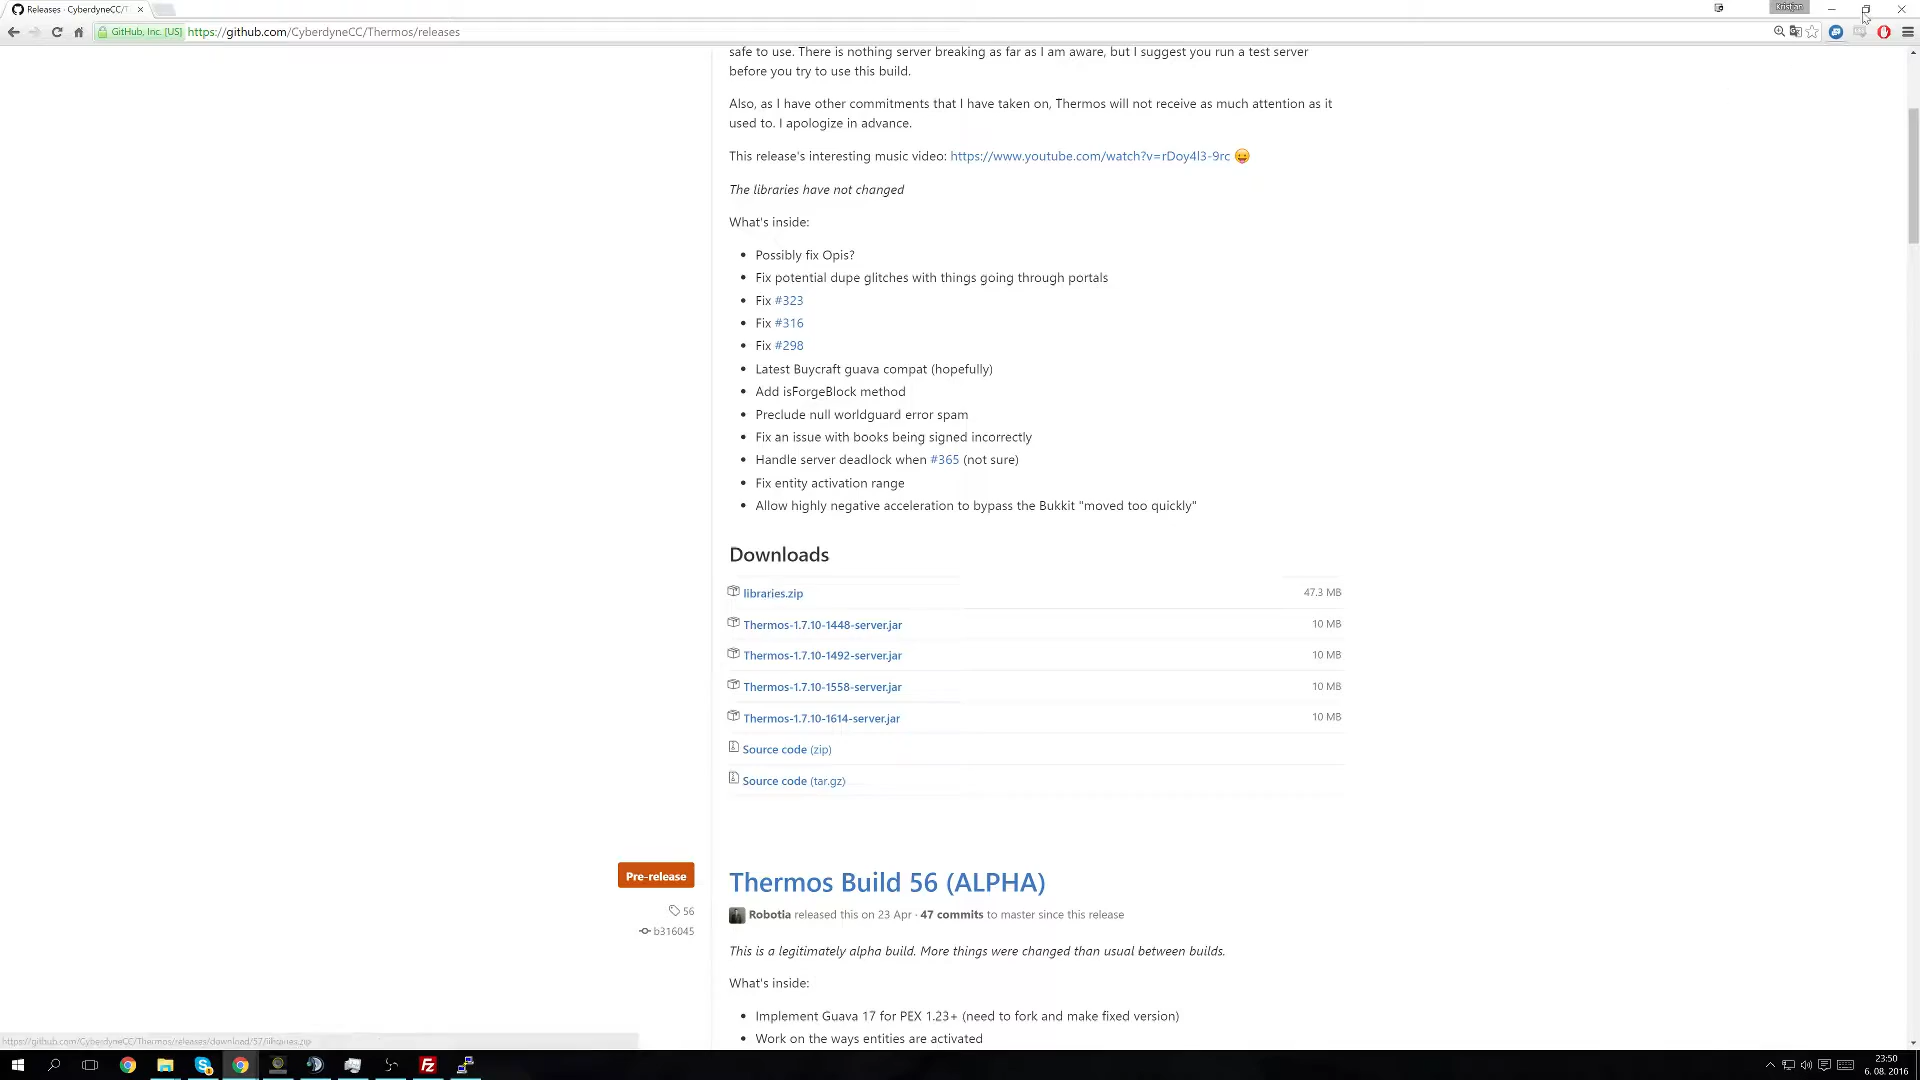 Releases · CyberdyneCC/T
Kristjan
GitHub, Inc. [US] https://github.com/CyberdyneCC/Thermos/releases
safe to use. There is nothing server breaking as far as I am aware, but I suggest you run a test server
before you try to use this build.
Also, as I have other commitments that I have taken on, Thermos will not receive as much attention as it
used to. I apologize in advance.
This release's interesting music video: https://www.youtube.com/watch?v=rDoy4l3-9rc
The libraries have not changed
What's inside:
Possibly fix Opis?
Fix potential dupe glitches with things going through portals
Fix #323
Fix #316
Fix #298
Latest Buycraft guava compat (hopefully)
Add isForgeBlock method
Preclude null worldguard error spam
Fix an issue with books being signed incorrectly
Handle server deadlock when #365 (not sure)
Fix entity activation range
Allow highly negative acceleration to bypass the Bukkit "moved too quickly"
Downloads
libraries.zip 47.3 MB
Thermos-1.7.10-1448-server.jar 10 MB
Thermos-1.7.10-1492-server.jar 10 MB
Thermos-1.7.10-1558-server.jar 10 MB
Thermos-1.7.10-1614-server.jar 10 MB
Source code (zip)
Source code (tar.gz)
Pre-release
56
b316045
Thermos Build 56 (ALPHA)
Robotia released this on 23 Apr · 47 commits to master since this release
This is a legitimately alpha build. More things were changed than usual between builds.
What's inside:
Implement Guava 17 for PEX 1.23+ (need to fork and make fixed version)
Work on the ways entities are activated
https://github.com/CyberdyneCC/Thermos/releases/download/57/libraries.zip
23:50
6. 08. 2016